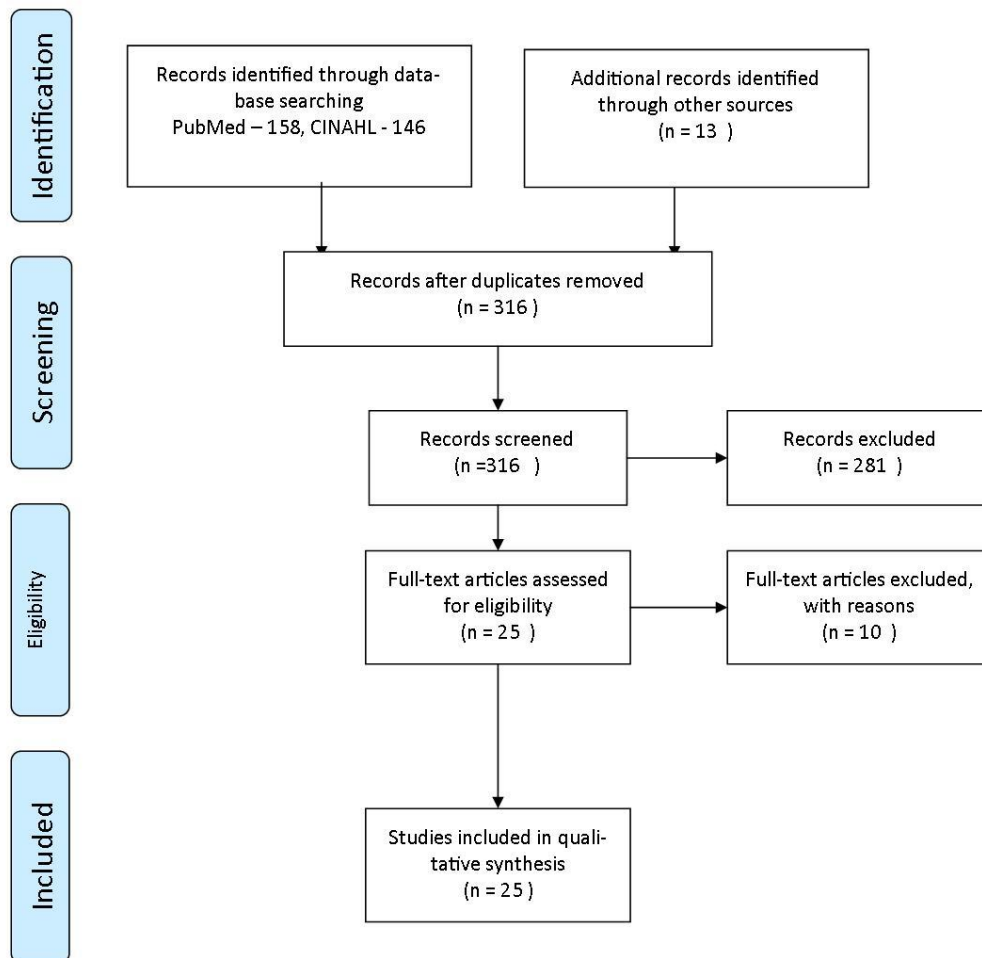 Identification
Records identified through data-
base searching
PubMed – 158, CINAHL - 146
Additional records identified
through other sources
(n = 13  )
Screening
Records after duplicates removed
(n = 316 )
Records screened
(n =316  )
Records excluded
(n = 281 )
Eligibility
Full-text articles assessed
for eligibility
(n = 25  )
Full-text articles excluded,
with reasons
(n = 10  )
Included
Studies included in quali-
tative synthesis
(n = 25 )